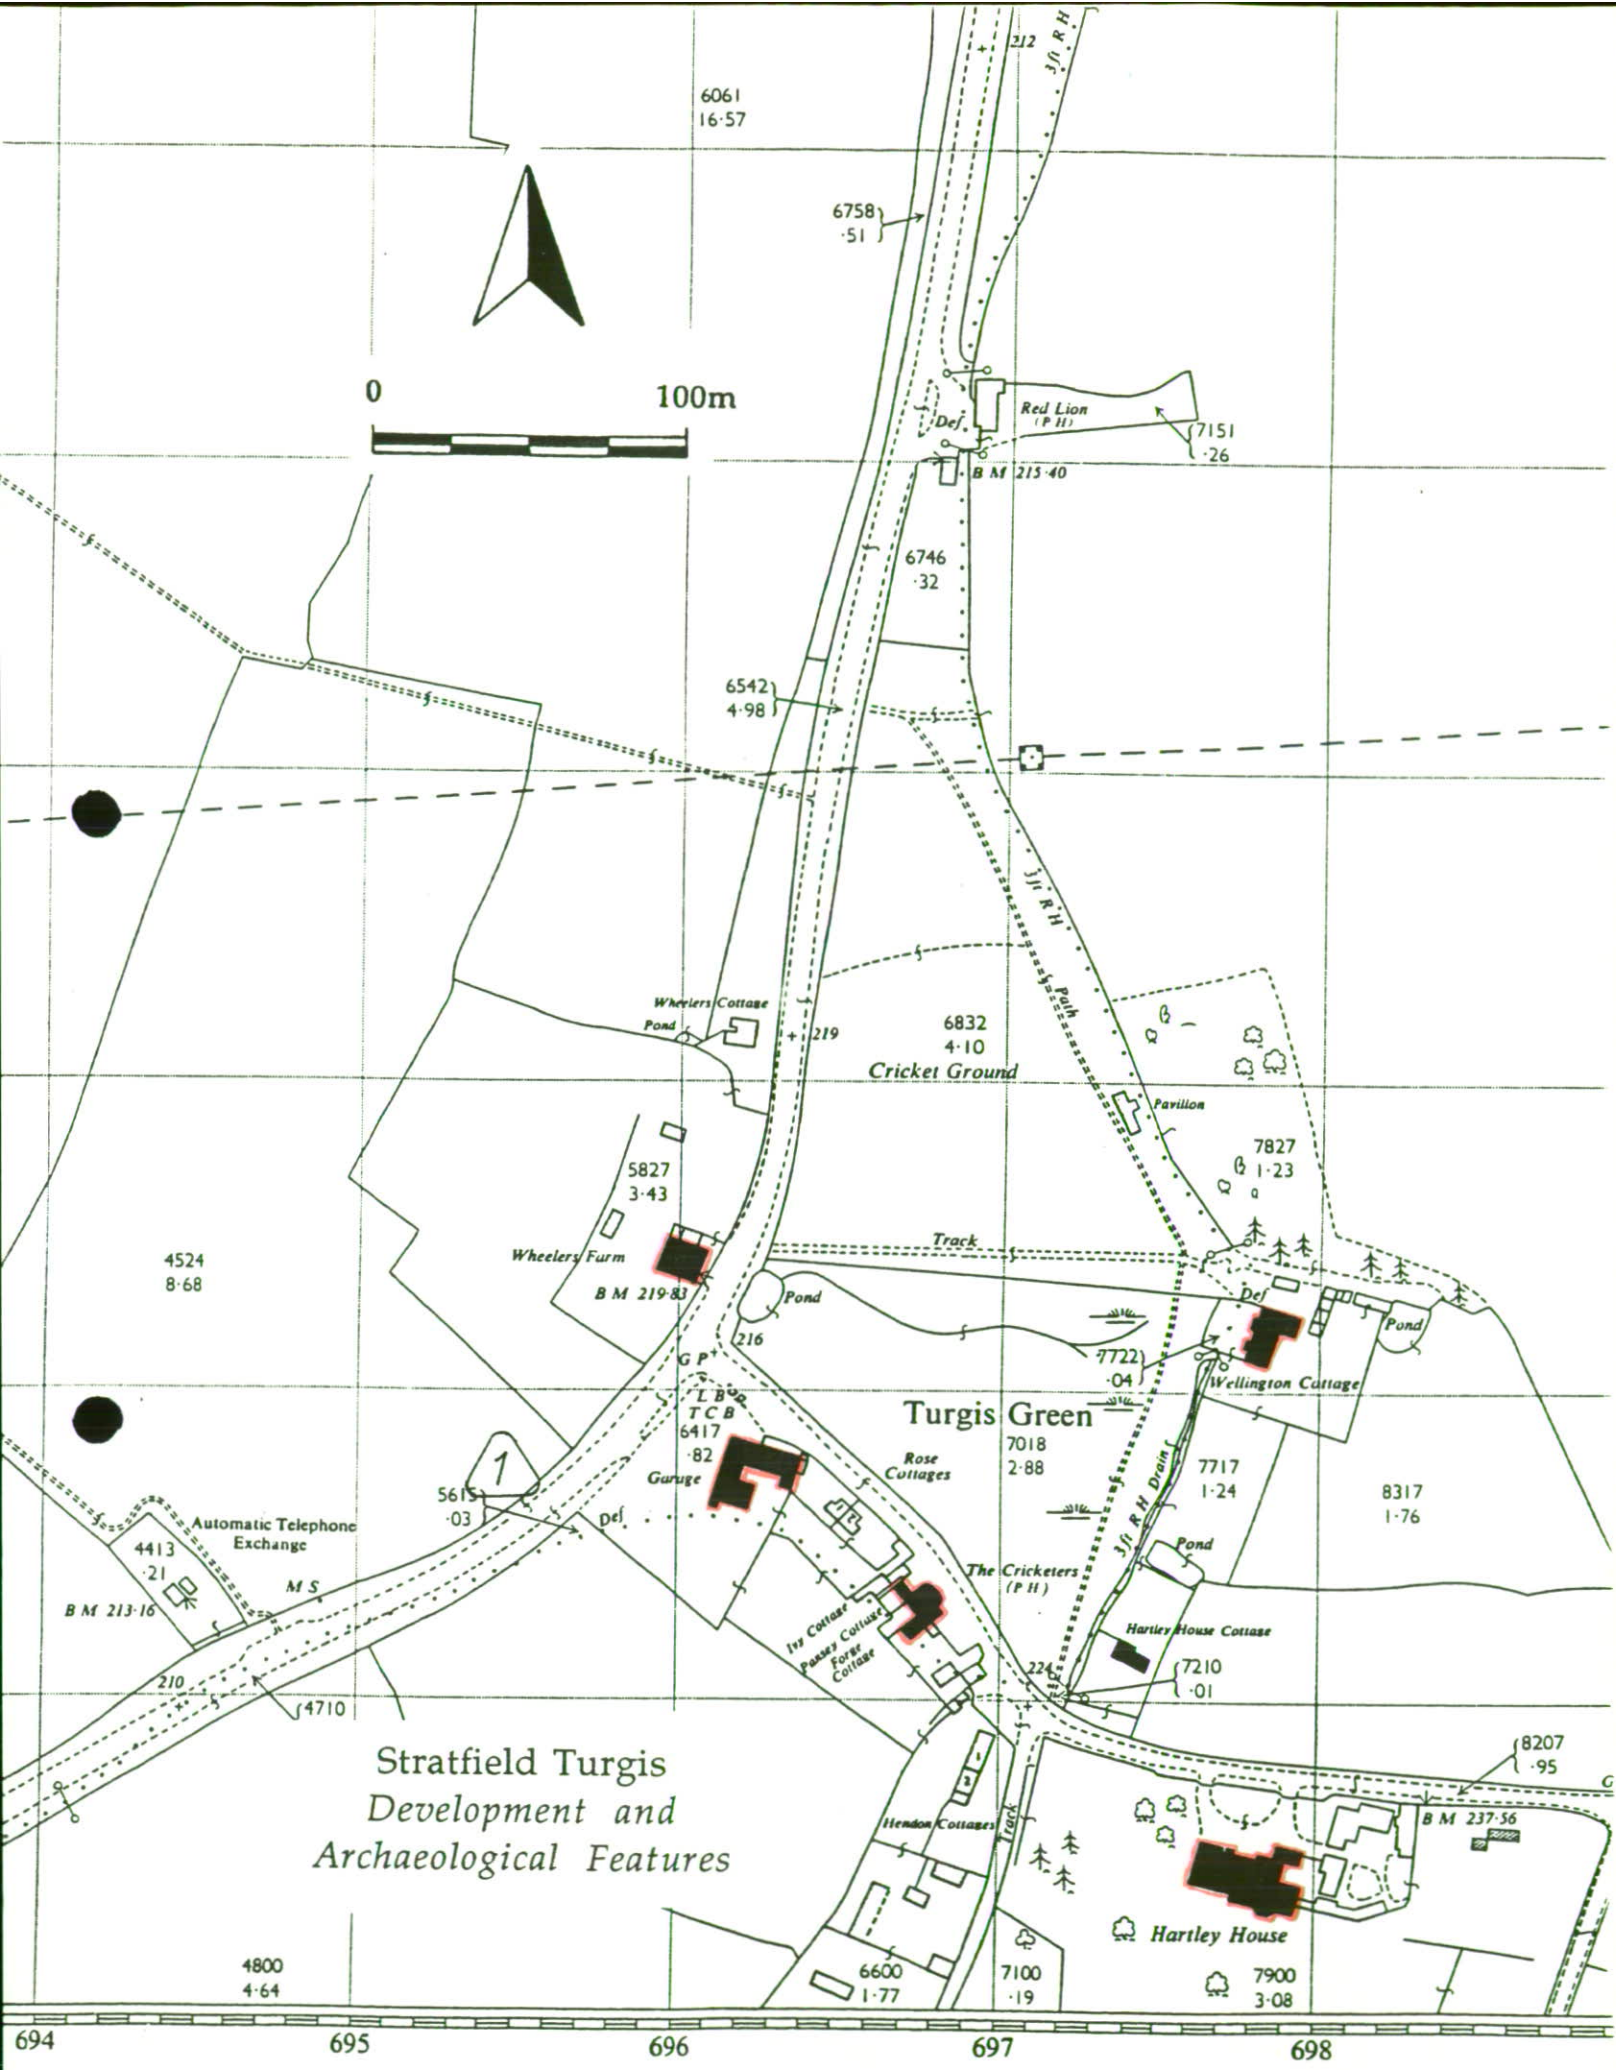 212
3ft R H
6061
16·57
6758
·51
0
100m
Red Lion
(P H)
Def
7151
·26
B M 215·40
6746
·32
6542
4·98
3ft R H
Path
Wheelers Cottage
Pond
219
6832
4·10
Cricket Ground
Pavilion
7827
1·23
5827
3·43
Track
Wheelers Farm
B M 219·83
4524
8·68
Pond
216
Def
Pond
G P
7722
·04
Wellington Cottage
L B
T C B
6417
·82
Turgis Green
7018
2·88
Rose
Cottages
Garage
1
7717
1·24
8317
1·76
5615
·03
Def
3ft R H
Drain
Pond
Automatic Telephone
Exchange
4413
·21
M S
B M 213·16
1
2
The Cricketers
(P H)
Ivy Cottage
Pansey Cottage
Forge
Cottage
Hartley House Cottage
224
7210
·01
210
4710
Stratfield Turgis
Development and
Archaeological Features
8207
·95
1
3
Hendon Cottages
Track
B M 237·56
G
Hartley House
4800
4·64
6600
1·77
7100
·19
7900
3·08
694
695
696
697
698